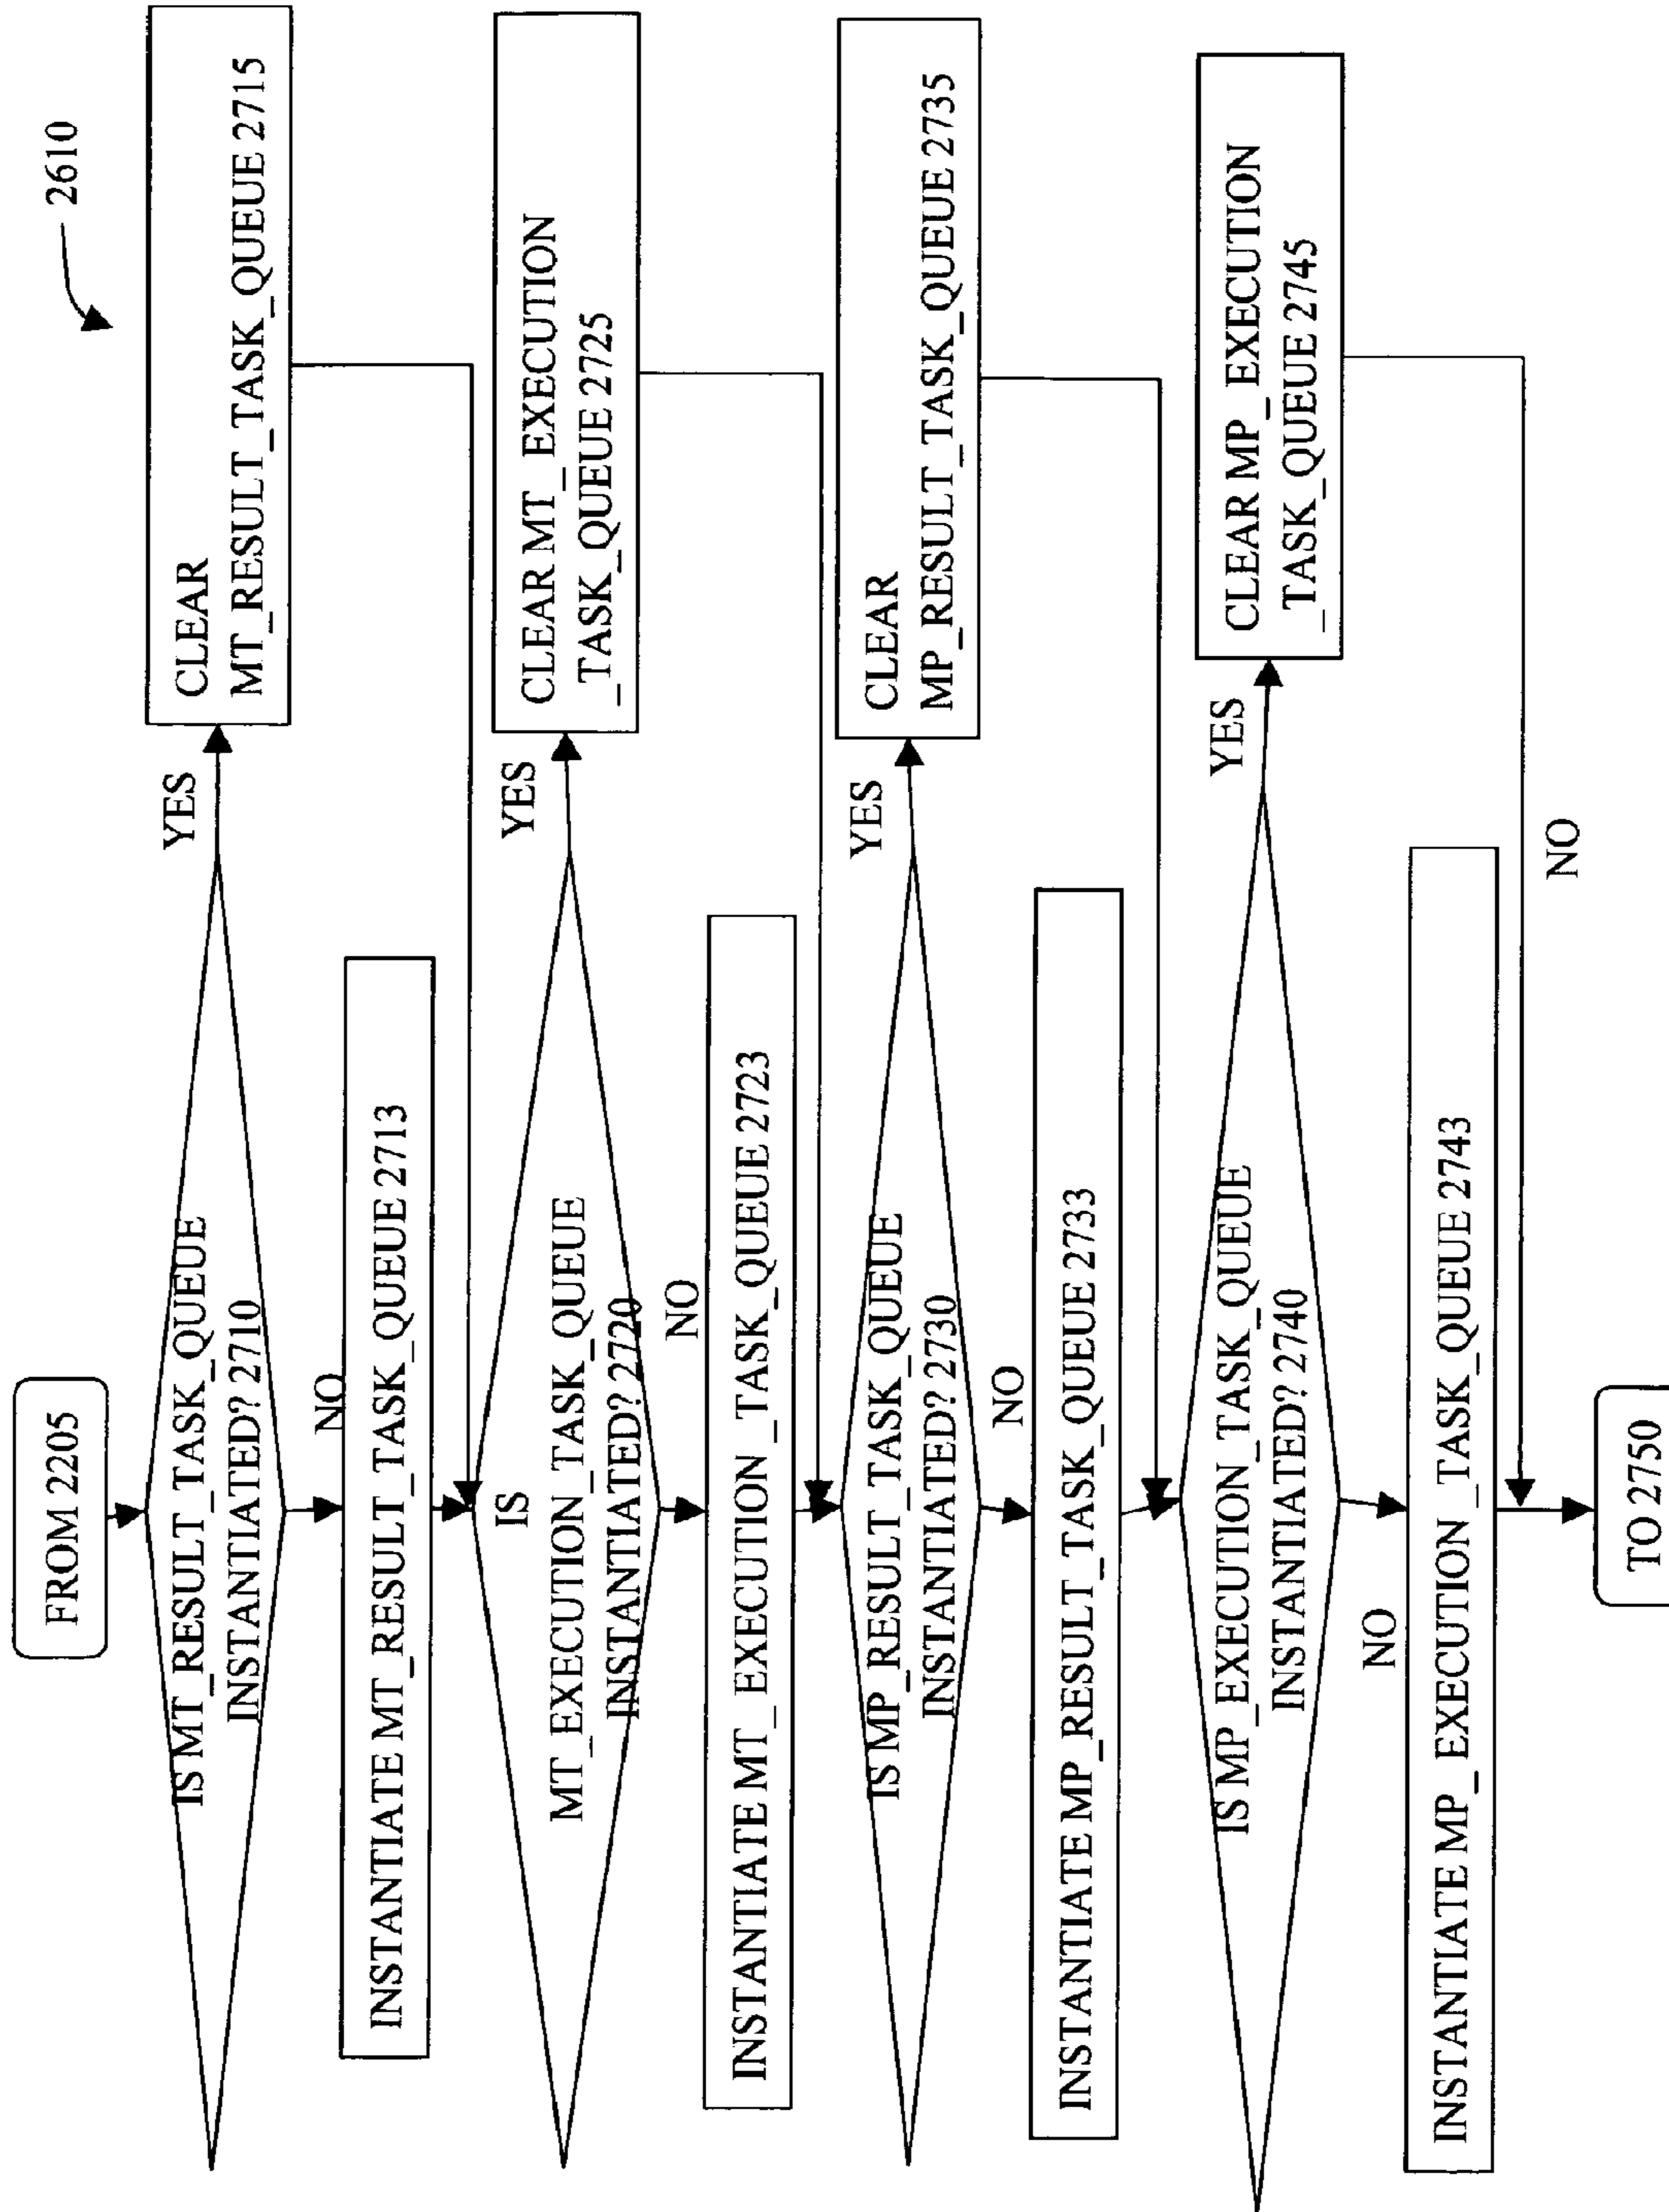 2610
FROM 2205
IS MT_RESULT_TASK_QUEUE
INSTANTIATED? 2710
YES
CLEAR
MT_RESULT_TASK_QUEUE 2715
NO
INSTANTIATE MT_RESULT_TASK_QUEUE 2713
IS
MT_EXECUTION_TASK_QUEUE
INSTANTIATED? 2720
YES
CLEAR MT_EXECUTION
_TASK_QUEUE 2725
NO
INSTANTIATE MT_EXECUTION_TASK_QUEUE 2723
IS MP_RESULT_TASK_QUEUE
INSTANTIATED? 2730
YES
CLEAR
MP_RESULT_TASK_QUEUE 2735
NO
INSTANTIATE MP_RESULT_TASK_QUEUE 2733
IS MP_EXECUTION_TASK_QUEUE
INSTANTIATED? 2740
YES
CLEAR MP_EXECUTION
_TASK_QUEUE 2745
NO
INSTANTIATE MP_EXECUTION_TASK_QUEUE 2743
NO
TO 2750